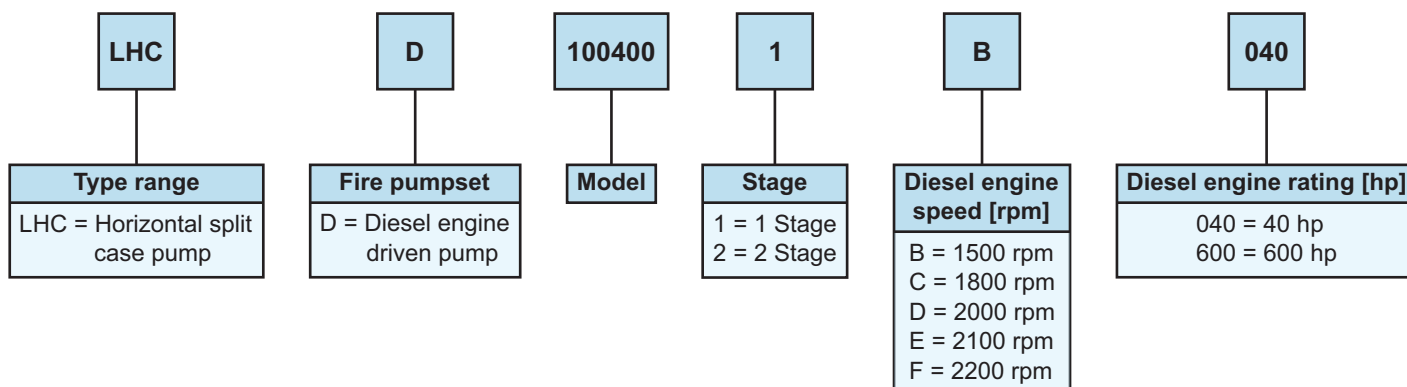 LHC
D
100400
1
B
040
Type range
LHC = Horizontal split
case pump
Fire pumpset
D = Diesel engine
driven pump
Model
Stage
1 = 1 Stage
2 = 2 Stage
Diesel engine
speed [rpm]
B = 1500 rpm
C = 1800 rpm
D = 2000 rpm
E = 2100 rpm
F = 2200 rpm
Diesel engine rating [hp]
040 = 40 hp
600 = 600 hp